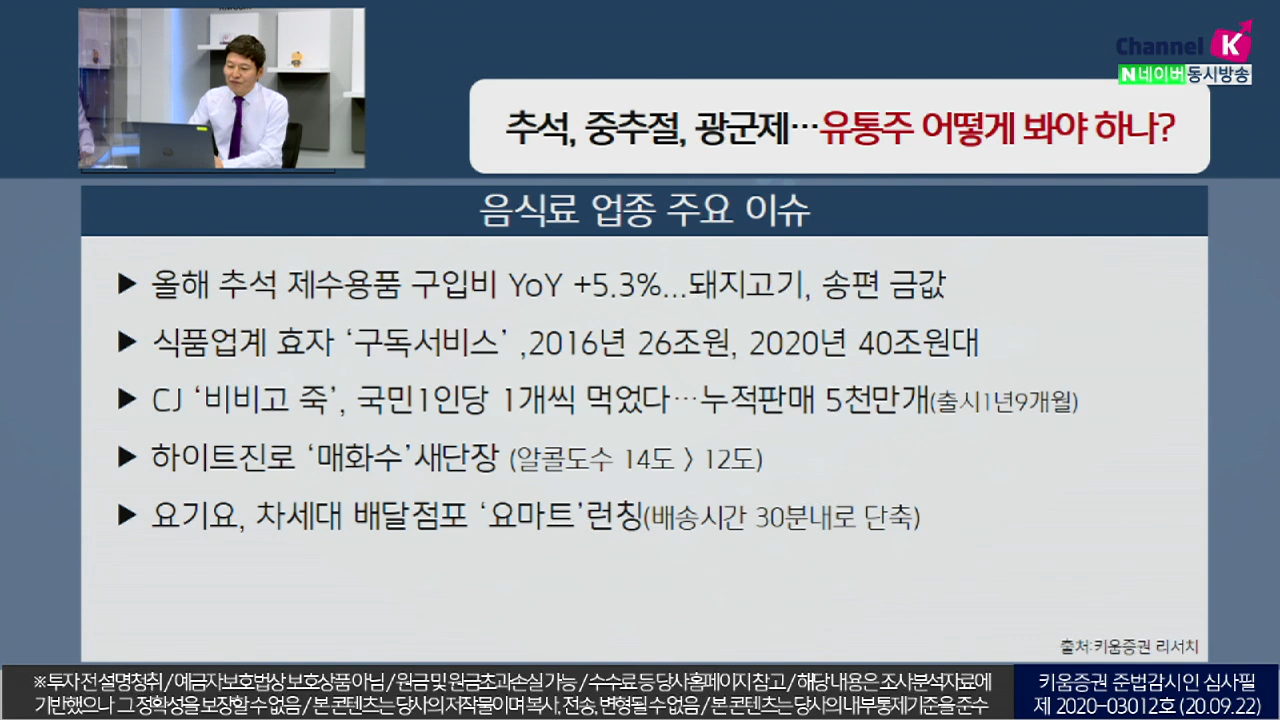 Channel K
N네이버동시방송
추석, 중추절, 광군제…유통주 어떻게 봐야 하나?
음식료 업종 주요 이슈
▶ 올해 추석 제수용품 구입비 YoY +5.3%...돼지고기, 송편 금값
▶ 식품업계 효자 ‘구독서비스’ ,2016년 26조원, 2020년 40조원대
▶ CJ ‘비비고 죽’, 국민1인당 1개씩 먹었다…누적판매 5천만개(출시1년9개월)
▶ 하이트진로 ‘매화수’새단장 (알콜도수 14도 > 12도)
▶ 요기요, 차세대 배달점포 ‘요마트’런칭(배송시간 30분내로 단축)
출처:키움증권 리서치
※투자 전 설명청취 / 예금자보호법상 보호상품 아님 / 원금 및 원금초과손실 가능 / 수수료 등 당사홈페이지 참고 / 해당 내용은 조사분석자료에
기반했으나 그 정확성을 보장할 수 없음 / 본 콘텐츠는 당사의 저작물이며 복사, 전송, 변형될 수 없음 / 본 콘텐츠는 당사의 내부통제기준을 준수
키움증권 준법감시인 심사필
제 2020-03012호 (20.09.22)